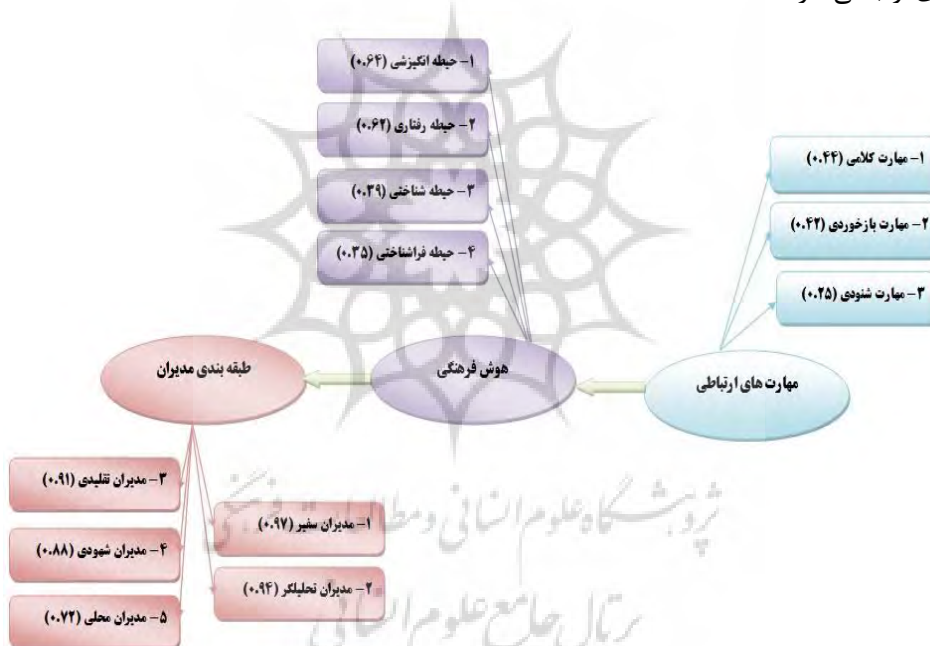 ۱- حیطه انگیزشی (۰.۶۴)
۲- حیطه رفتاری (۰.۶۲)
۳- حیطه شناختی (۰.۳۹)
۴- حیطه فراشناختی (۰.۳۵)
۱- مهارت کلامی (۰.۴۴)
۲- مهارت بازخوردی (۰.۴۲)
۳- مهارت شنودی (۰.۲۵)
مهارت های ارتباطی
هوش فرهنگی
طبقه بندی مدیران
۱- مدیران سفیر (۰.۹۷)
۲- مدیران تحلیلگر (۰.۹۴)
۳- مدیران تقلیدی (۰.۹۱)
۴- مدیران شهودی (۰.۸۸)
۵- مدیران محلی (۰.۷۲)
پژوهشگاه علوم انسانی و مطالعات فرهنگی
پرتال جامع علوم انسانی